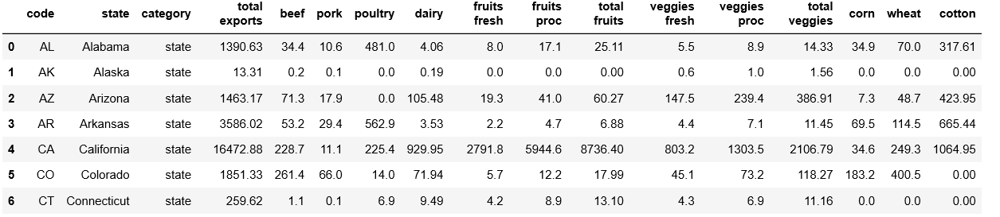 code state category total exports beef pork poultry dairy fruits fresh fruits proc total fruits veggies fresh veggies proc total veggies corn wheat cotton
0 AL Alabama state 1390.63 34.4 10.6 481.0 4.06 8.0 17.1 25.11 5.5 8.9 14.33 34.9 70.0 317.61
1 AK Alaska state 13.31 0.2 0.1 0.0 0.19 0.0 0.0 0.00 0.6 1.0 1.56 0.0 0.0 0.00
2 AZ Arizona state 1463.17 71.3 17.9 0.0 105.48 19.3 41.0 60.27 147.5 239.4 386.91 7.3 48.7 423.95
3 AR Arkansas state 3586.02 53.2 29.4 562.9 3.53 2.2 4.7 6.88 4.4 7.1 11.45 69.5 114.5 665.44
4 CA California state 16472.88 228.7 11.1 225.4 929.95 2791.8 5944.6 8736.40 803.2 1303.5 2106.79 34.6 249.3 1064.95
5 CO Colorado state 1851.33 261.4 66.0 14.0 71.94 5.7 12.2 17.99 45.1 73.2 118.27 183.2 400.5 0.00
6 CT Connecticut state 259.62 1.1 0.1 6.9 9.49 4.2 8.9 13.10 4.3 6.9 11.16 0.0 0.0 0.00